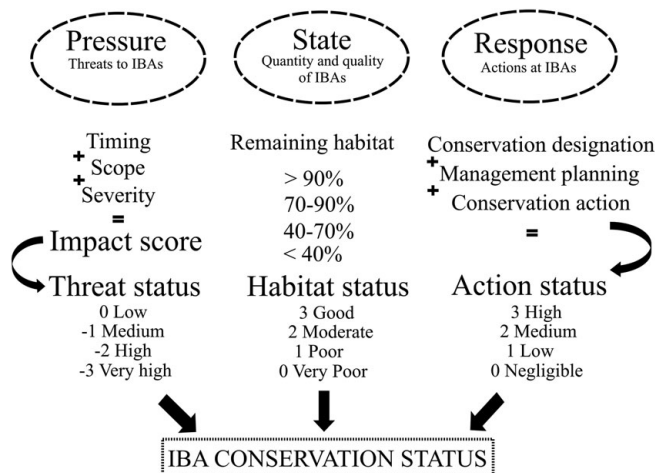 Pressure
Threats to IBAs
State
Quantity and quality
of IBAs
Response
Actions at IBAs
Timing
+
Scope
+
Severity
=
Impact score
Threat status
0 Low
-1 Medium
-2 High
-3 Very high
Remaining habitat
> 90%
70-90%
40-70%
< 40%
Habitat status
3 Good
2 Moderate
1 Poor
0 Very Poor
Conservation designation
+
Management planning
+
Conservation action
=
Action status
3 High
2 Medium
1 Low
0 Negligible
IBA CONSERVATION STATUS